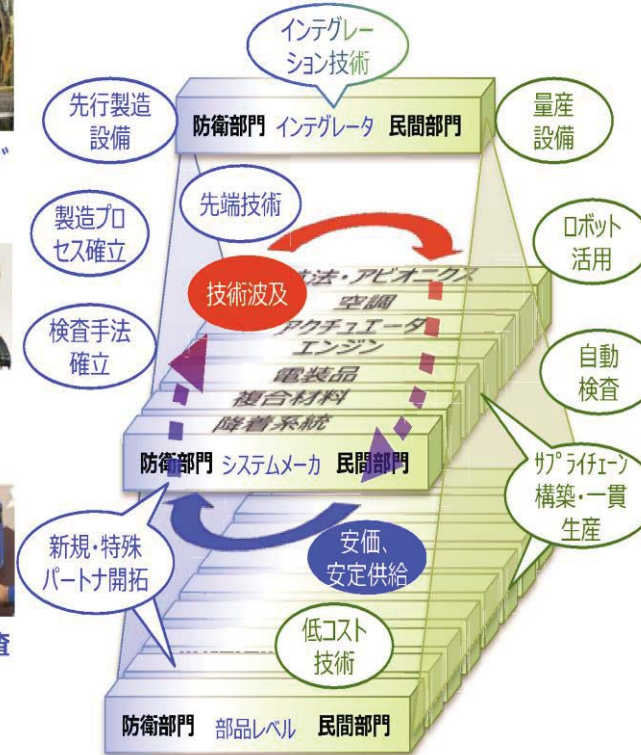 インテグレー
ション技術
先行製造
設備
防衛部門 インテグレータ 民間部門
量産
設備
先端技術
製造プロ
セス確立
ロボット
活用
技術波及
法・アビオニクス
空調
アクチュエータ
エンジン
電装品
複合材料
降着系統
検査手法
確立
自動
検査
防衛部門 システムメーカ 民間部門
サプライチェーン
構築・一貫
生産
新規・特殊
パートナ開拓
安価、
安定供給
低コスト
技術
査
防衛部門 部品レベル 民間部門